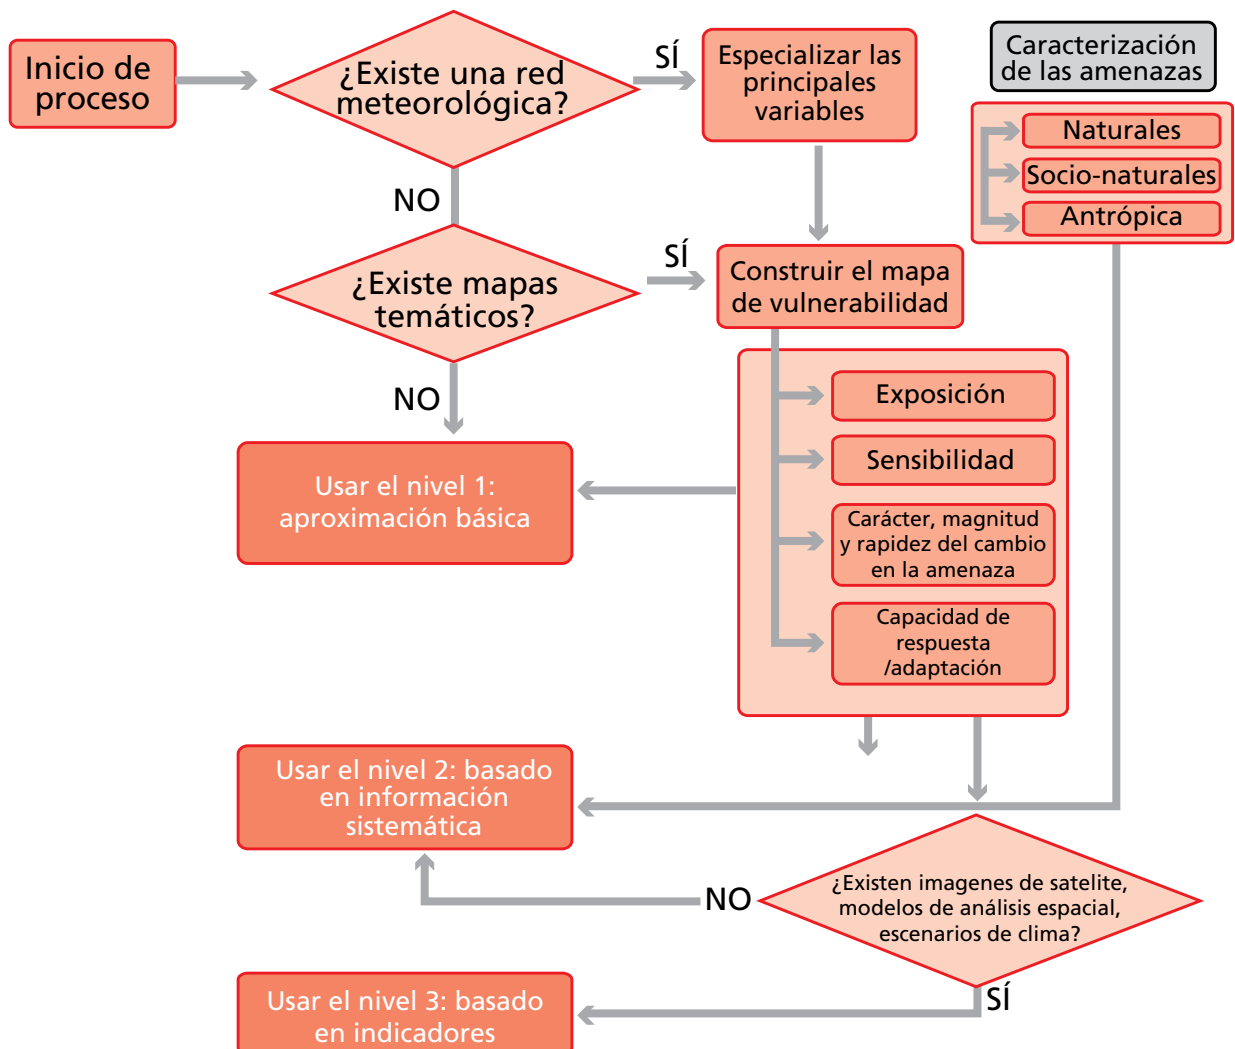 Inicio de
proceso
¿Existe una red
meteorológica?
SÍ
Especializar las
principales
variables
Caracterización
de las amenazas
Naturales
Socio-naturales
Antrópica
NO
¿Existe mapas
temáticos?
SÍ
Construir el mapa
de vulnerabilidad
NO
Exposición
Sensibilidad
Carácter, magnitud
y rapidez del cambio
en la amenaza
Capacidad de
respuesta
/adaptación
Usar el nivel 1:
aproximación básica
Usar el nivel 2: basado
en información
sistemática
¿Existen imagenes de satelite,
modelos de análisis espacial,
escenarios de clima?
NO
SÍ
Usar el nivel 3: basado
en indicadores